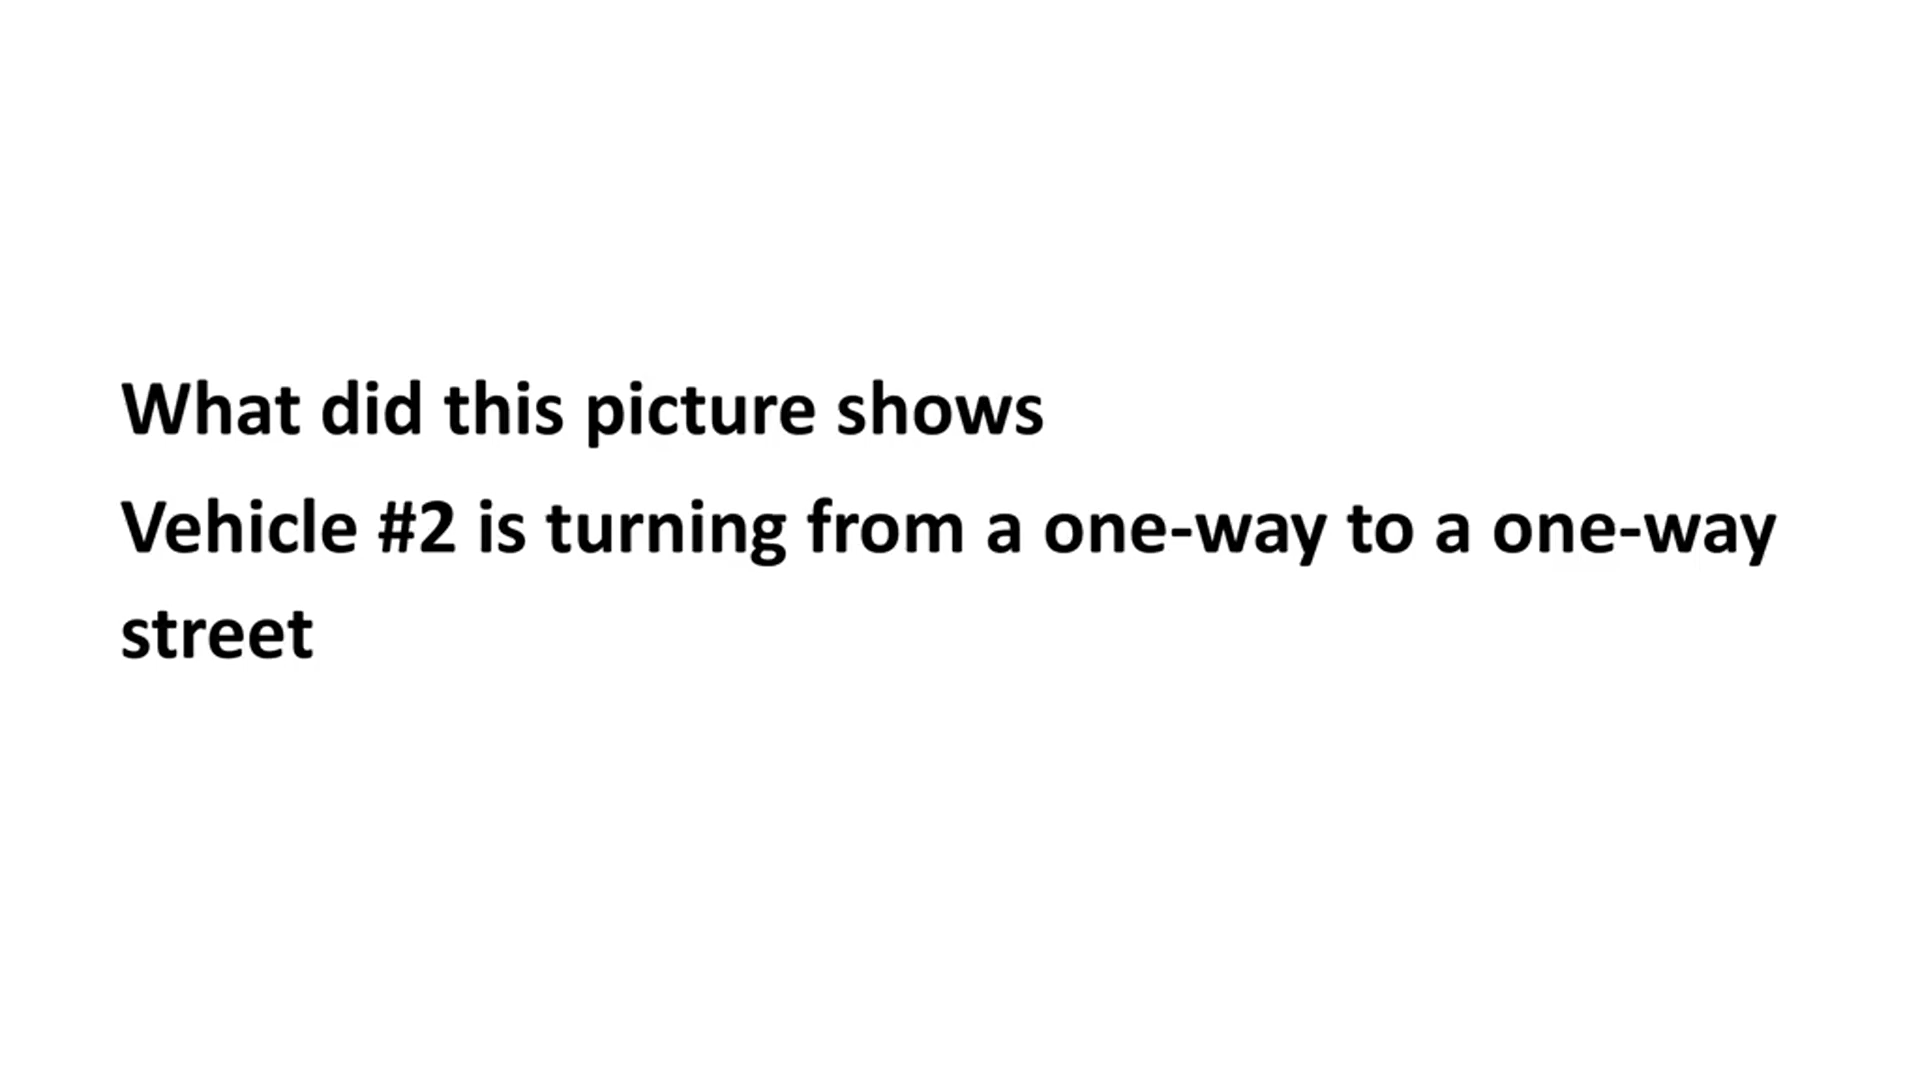 What did this picture shows
Vehicle #2 is turning from a one-way to a one-way
street